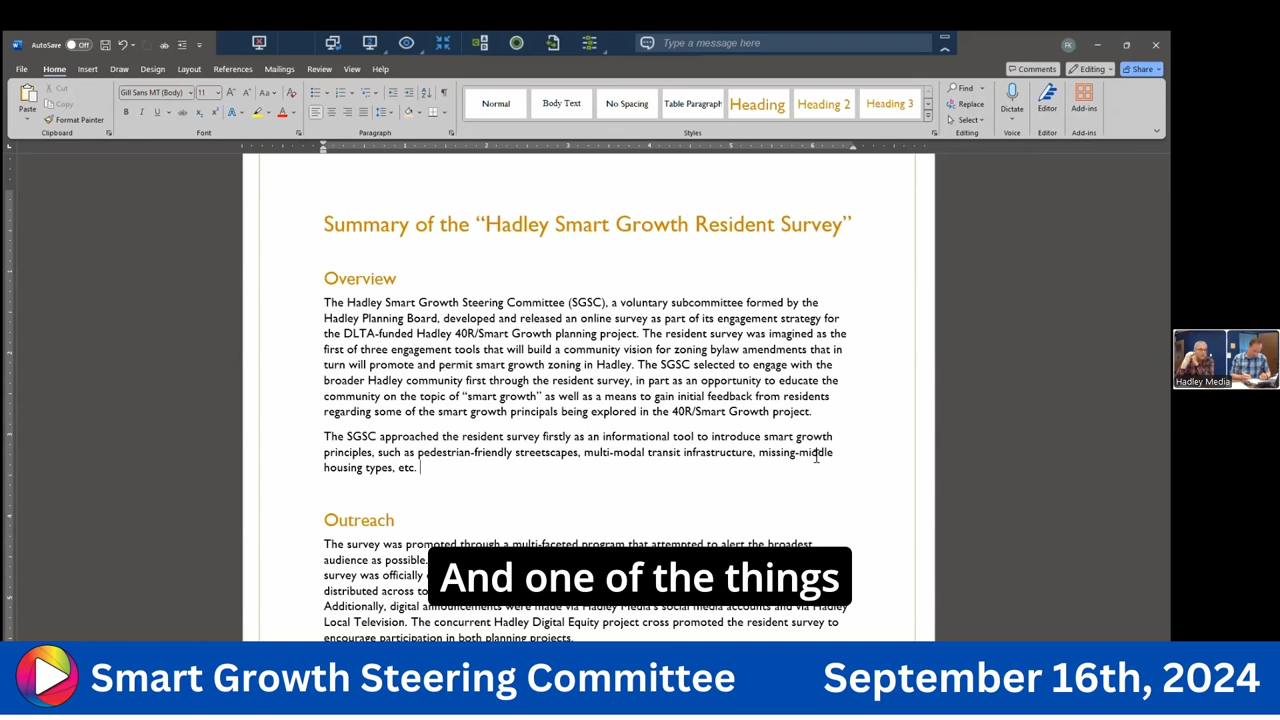 AutoSave Off
Type a message here
FK
File Home Insert Draw Design Layout References Mailings Review View Help
Comments Editing Share
Paste
Cut
Copy
Format Painter
Clipboard
Gill Sans MT (Body) 11
Font
Paragraph
Normal Body Text No Spacing Table Paragraph Heading Heading 2 Heading 3
Styles
Find
Replace
Select
Editing
Dictate
Voice
Editor
Editor
Add-ins
Add-ins
Summary of the “Hadley Smart Growth Resident Survey”
Overview
The Hadley Smart Growth Steering Committee (SGSC), a voluntary subcommittee formed by the
Hadley Planning Board, developed and released an online survey as part of its engagement strategy for
the DLTA-funded Hadley 40R/Smart Growth planning project. The resident survey was imagined as the
first of three engagement tools that will build a community vision for zoning bylaw amendments that in
turn will promote and permit smart growth zoning in Hadley. The SGSC selected to engage with the
broader Hadley community first through the resident survey, in part as an opportunity to educate the
community on the topic of “smart growth” as well as a means to gain initial feedback from residents
regarding some of the smart growth principals being explored in the 40R/Smart Growth project.
The SGSC approached the resident survey firstly as an informational tool to introduce smart growth
principles, such as pedestrian-friendly streetscapes, multi-modal transit infrastructure, missing-middle
housing types, etc.
Outreach
The survey was promoted through a multi-faceted program that attempted to alert the broadest
audience as possible.
survey was officially
distributed across
Additionally, digital announcements were made via Hadley Media's social media accounts and via Hadley
Local Television. The concurrent Hadley Digital Equity project cross promoted the resident survey to
encourage participation in both planning projects.
Hadley Media
And one of the things
Smart Growth Steering Committee September 16th, 2024